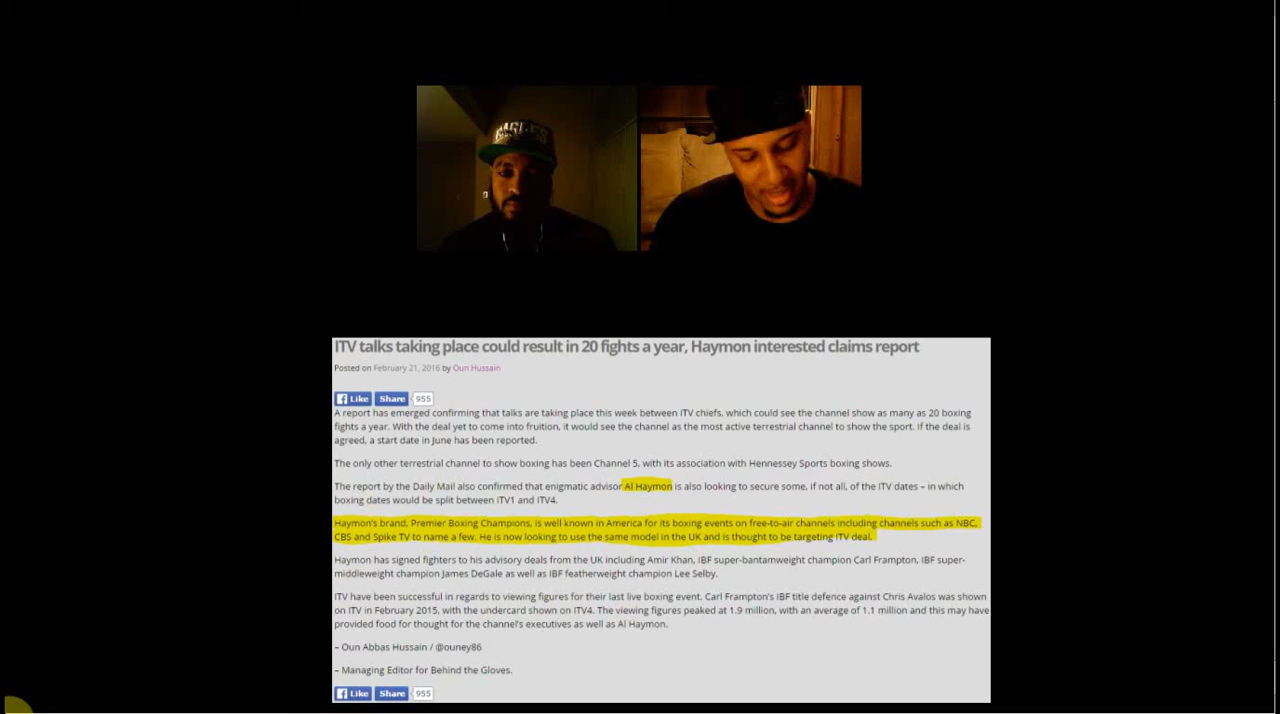 EAGLES
ITV talks taking place could result in 20 fights a year, Haymon interested claims report
Posted on February 21, 2016 by Oun Hussain
Like Share 955
A report has emerged confirming that talks are taking place this week between ITV chiefs, which could see the channel show as many as 20 boxing
fights a year. With the deal yet to come into fruition, it would see the channel as the most active terrestrial channel to show the sport. If the deal is
agreed, a start date in June has been reported.
The only other terrestrial channel to show boxing has been Channel 5, with its association with Hennessey Sports boxing shows.
The report by the Daily Mail also confirmed that enigmatic advisor Al Haymon is also looking to secure some, if not all, of the ITV dates – in which
boxing dates would be split between ITV1 and ITV4.
Haymon's brand, Premier Boxing Champions, is well known in America for its boxing events on free-to-air channels including channels such as NBC,
CBS and Spike TV to name a few. He is now looking to use the same model in the UK and is thought to be targeting ITV deal.
Haymon has signed fighters to his advisory deals from the UK including Amir Khan, IBF super-bantamweight champion Carl Frampton, IBF super-
middleweight champion James DeGale as well as IBF featherweight champion Lee Selby.
ITV have been successful in regards to viewing figures for their last live boxing event. Carl Frampton's IBF title defence against Chris Avalos was shown
on ITV in February 2015, with the undercard shown on ITV4. The viewing figures peaked at 1.9 million, with an average of 1.1 million and this may have
provided food for thought for the channel's executives as well as Al Haymon.
– Oun Abbas Hussain / @ouney86
– Managing Editor for Behind the Gloves.
Like Share 955